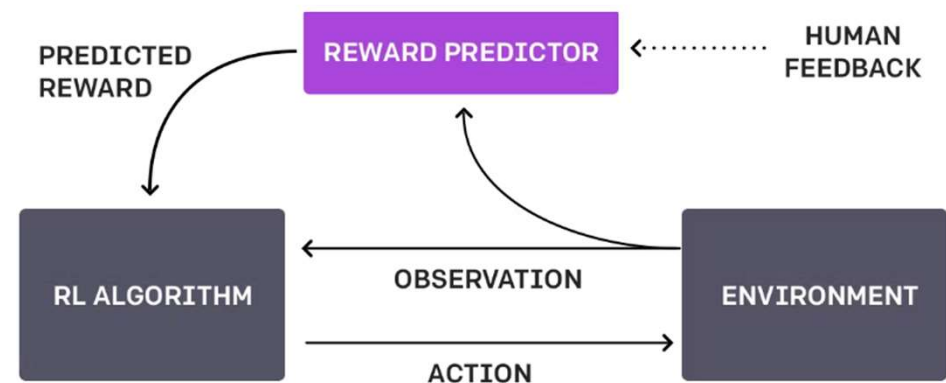 PREDICTED
REWARD
REWARD PREDICTOR
HUMAN
FEEDBACK
RL ALGORITHM
OBSERVATION
ENVIRONMENT
ACTION